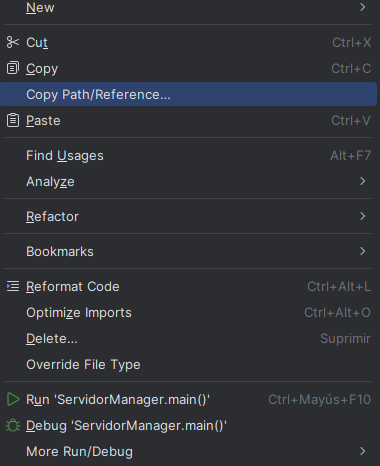 New
Cut Ctrl+X
Copy Ctrl+C
Copy Path/Reference...
Paste Ctrl+V
Find Usages Alt+F7
Analyze
Refactor
Bookmarks
Reformat Code Ctrl+Alt+L
Optimize Imports Ctrl+Alt+O
Delete... Suprimir
Override File Type
Run 'ServidorManager.main()' Ctrl+Mayús+F10
Debug 'ServidorManager.main()'
More Run/Debug